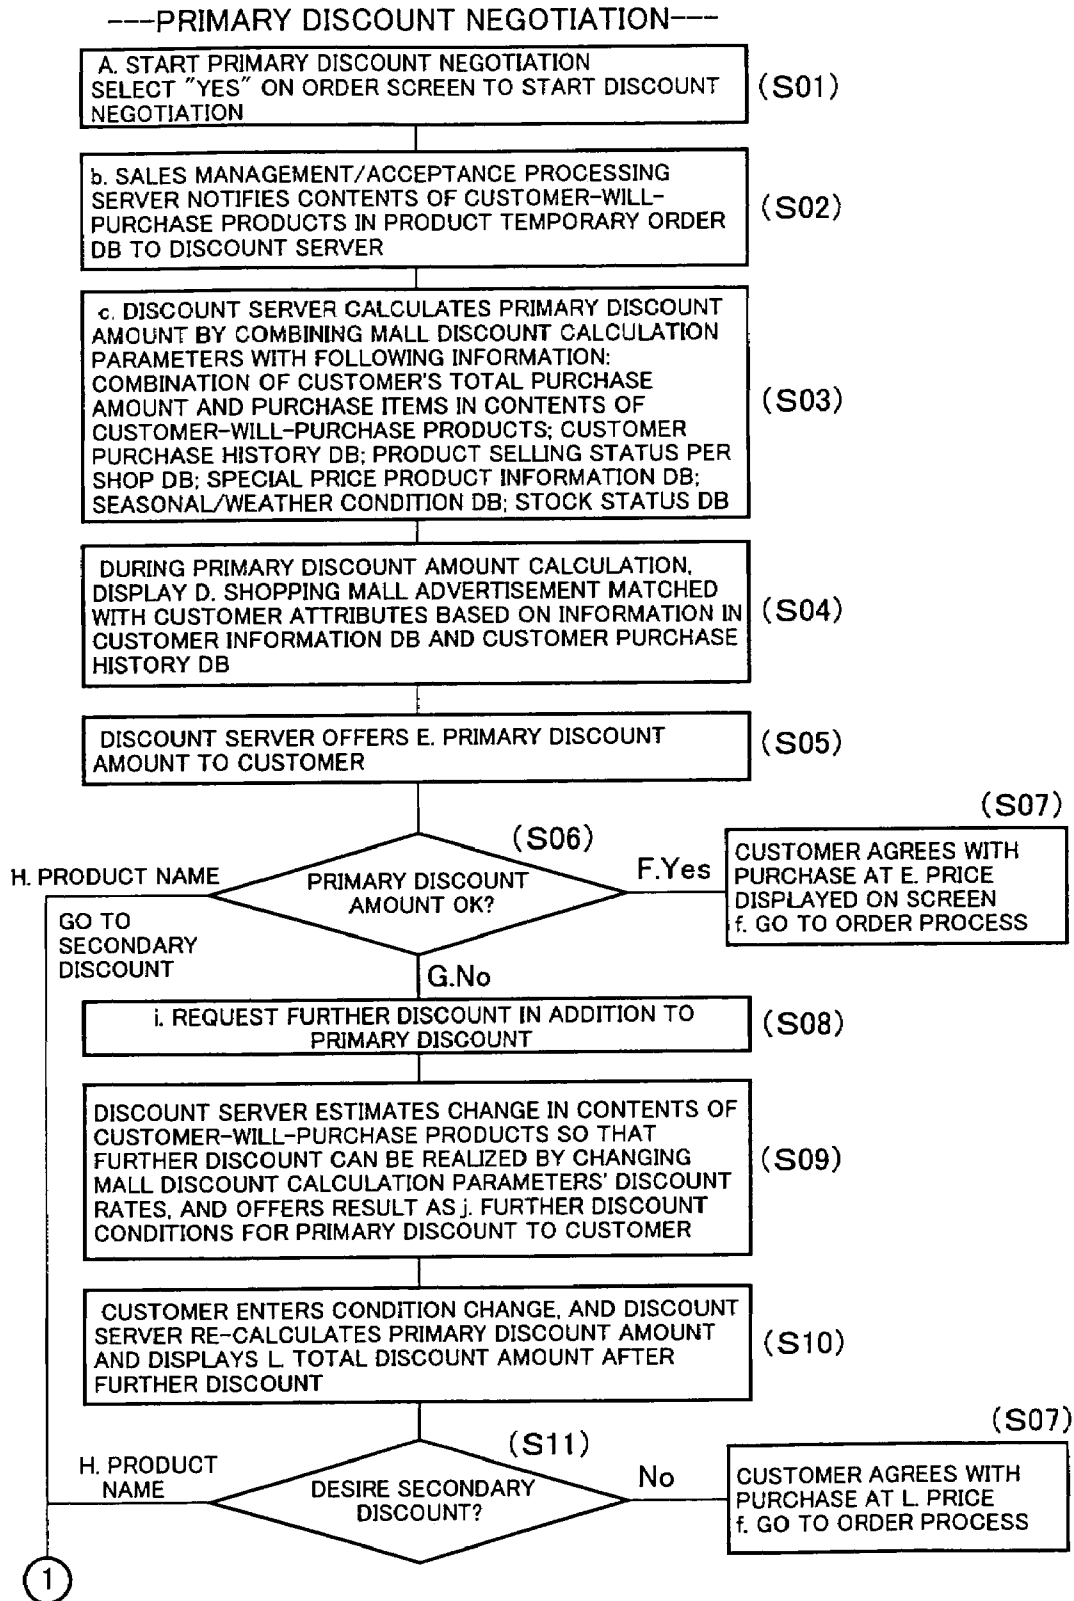 ---PRIMARY DISCOUNT NEGOTIATION---
A. START PRIMARY DISCOUNT NEGOTIATION
SELECT "YES" ON ORDER SCREEN TO START DISCOUNT
NEGOTIATION
(S01)
b. SALES MANAGEMENT/ACCEPTANCE PROCESSING
SERVER NOTIFIES CONTENTS OF CUSTOMER-WILL-
PURCHASE PRODUCTS IN PRODUCT TEMPORARY ORDER
DB TO DISCOUNT SERVER
(S02)
c. DISCOUNT SERVER CALCULATES PRIMARY DISCOUNT
AMOUNT BY COMBINING MALL DISCOUNT CALCULATION
PARAMETERS WITH FOLLOWING INFORMATION:
COMBINATION OF CUSTOMER'S TOTAL PURCHASE
AMOUNT AND PURCHASE ITEMS IN CONTENTS OF
CUSTOMER-WILL-PURCHASE PRODUCTS; CUSTOMER
PURCHASE HISTORY DB; PRODUCT SELLING STATUS PER
SHOP DB; SPECIAL PRICE PRODUCT INFORMATION DB;
SEASONAL/WEATHER CONDITION DB; STOCK STATUS DB
(S03)
DURING PRIMARY DISCOUNT AMOUNT CALCULATION,
DISPLAY D. SHOPPING MALL ADVERTISEMENT MATCHED
WITH CUSTOMER ATTRIBUTES BASED ON INFORMATION IN
CUSTOMER INFORMATION DB AND CUSTOMER PURCHASE
HISTORY DB
(S04)
DISCOUNT SERVER OFFERS E. PRIMARY DISCOUNT
AMOUNT TO CUSTOMER
(S05)
(S06)
PRIMARY DISCOUNT
AMOUNT OK?
H. PRODUCT NAME
GO TO
SECONDARY
DISCOUNT
F.Yes
(S07)
CUSTOMER AGREES WITH
PURCHASE AT E. PRICE
DISPLAYED ON SCREEN
f. GO TO ORDER PROCESS
G.No
i. REQUEST FURTHER DISCOUNT IN ADDITION TO
PRIMARY DISCOUNT
(S08)
DISCOUNT SERVER ESTIMATES CHANGE IN CONTENTS OF
CUSTOMER-WILL-PURCHASE PRODUCTS SO THAT
FURTHER DISCOUNT CAN BE REALIZED BY CHANGING
MALL DISCOUNT CALCULATION PARAMETERS' DISCOUNT
RATES, AND OFFERS RESULT AS j. FURTHER DISCOUNT
CONDITIONS FOR PRIMARY DISCOUNT TO CUSTOMER
(S09)
CUSTOMER ENTERS CONDITION CHANGE, AND DISCOUNT
SERVER RE-CALCULATES PRIMARY DISCOUNT AMOUNT
AND DISPLAYS L. TOTAL DISCOUNT AMOUNT AFTER
FURTHER DISCOUNT
(S10)
(S11)
DESIRE SECONDARY
DISCOUNT?
H. PRODUCT
NAME
No
(S07)
CUSTOMER AGREES WITH
PURCHASE AT L. PRICE
f. GO TO ORDER PROCESS
1